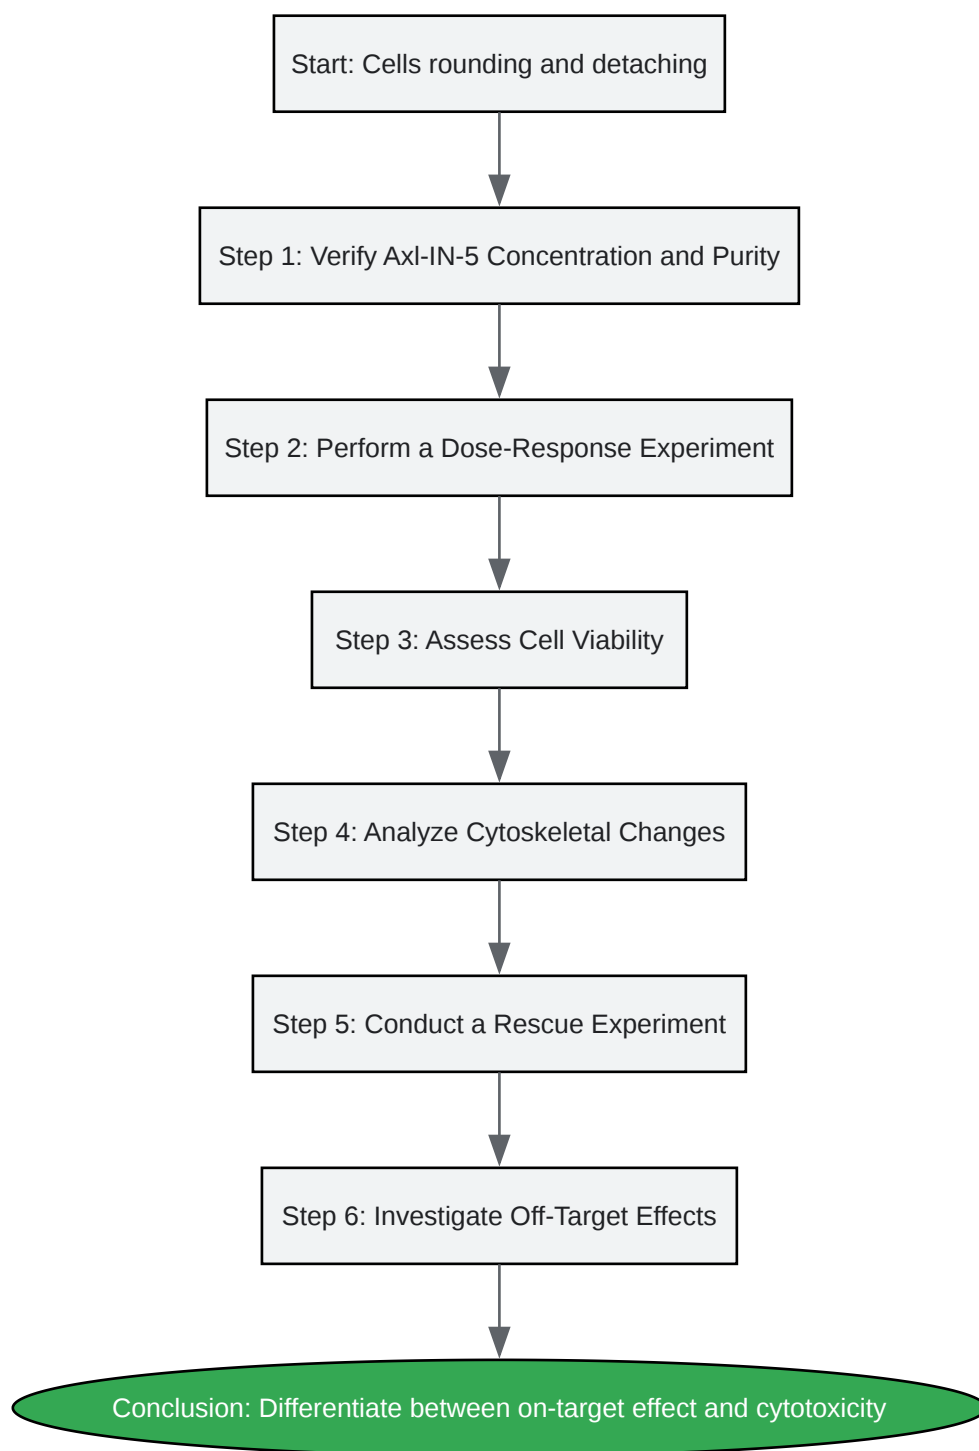 Start: Cells rounding and detaching
Step 1: Verify Axl-IN-5 Concentration and Purity
Step 2: Perform a Dose-Response Experiment
Step 3: Assess Cell Viability
Step 4: Analyze Cytoskeletal Changes
Step 5: Conduct a Rescue Experiment
Step 6: Investigate Off-Target Effects
Conclusion: Differentiate between on-target effect and cytotoxicity